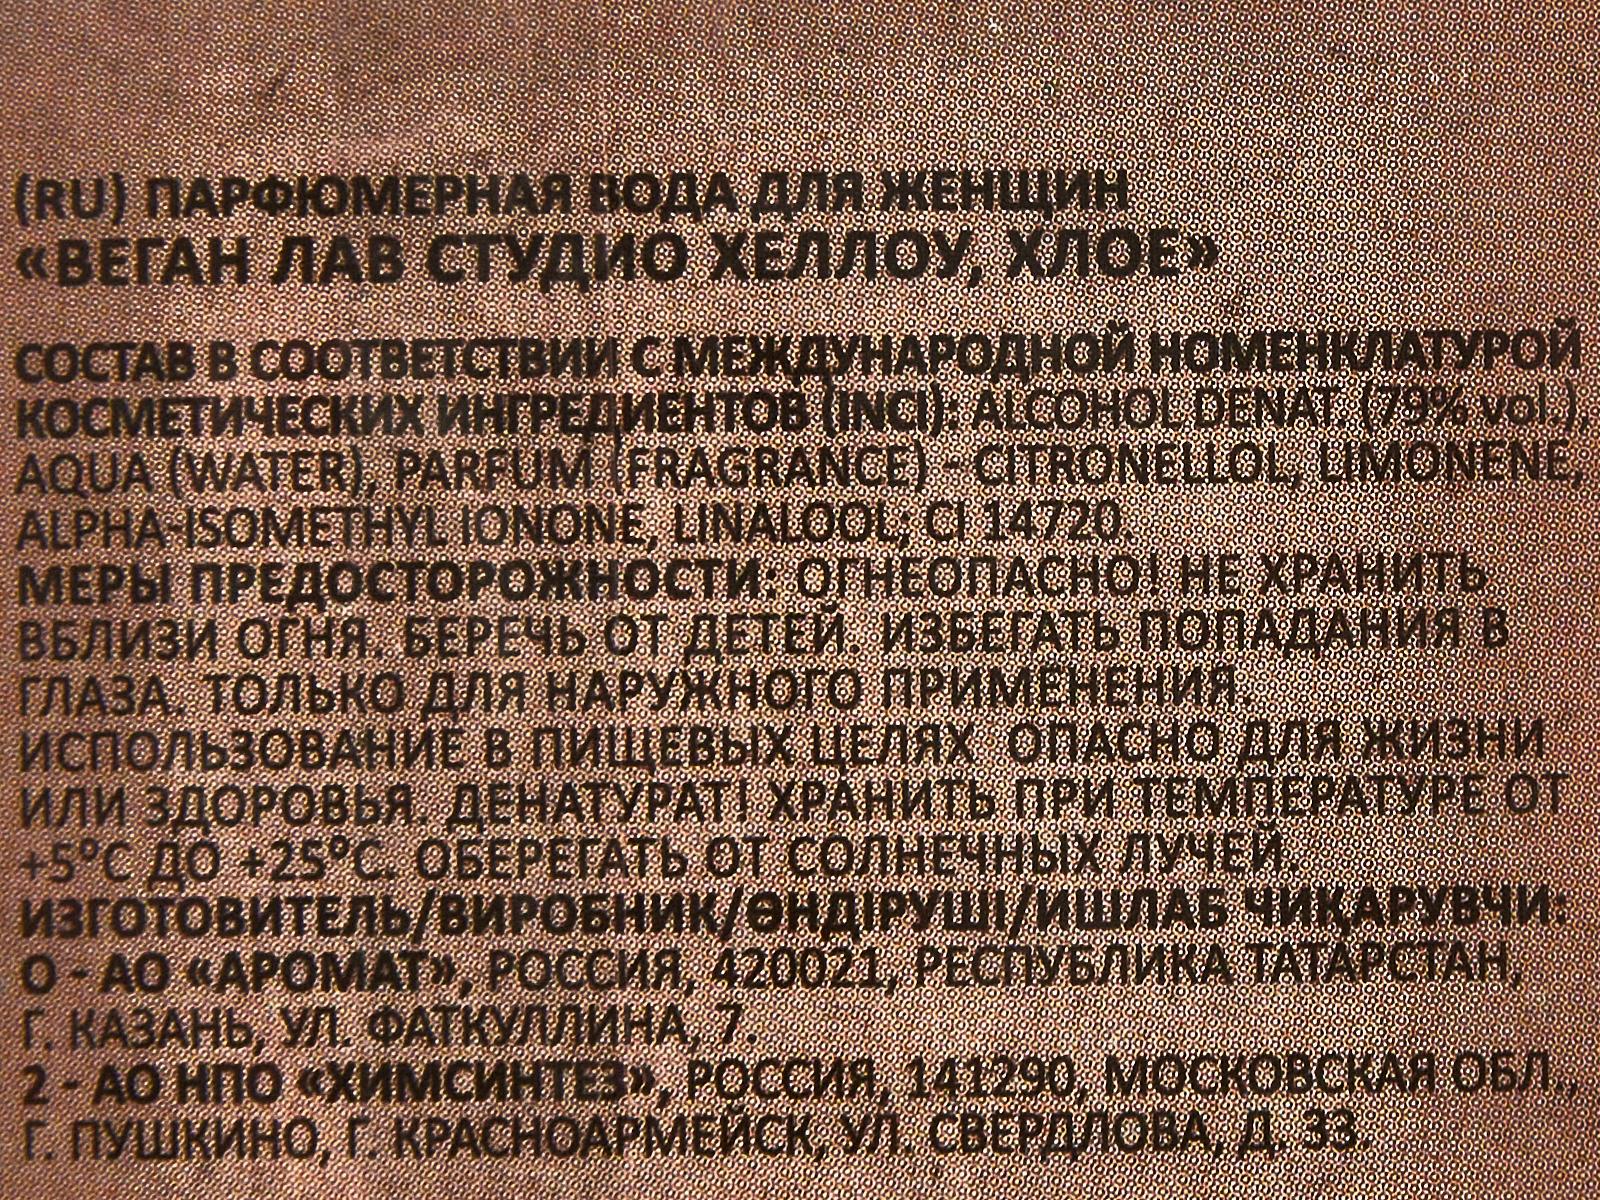 (RU) ПАРФЮМЕРНАЯ ВОДА ДЛЯ ЖЕНЩИН
«ВЕГАН ЛАВ СТУДИО ХЕЛЛОУ, ХЛОЕ»
СОСТАВ В СООТВЕТСТВИИ С МЕЖДУНАРОДНОЙ НОМЕНКЛАТУРОЙ
КОСМЕТИЧЕСКИХ ИНГРЕДИЕНТОВ (INCI): ALCOHOL DENAT. (79% vol.),
AQUA (WATER), PARFUM (FRAGRANCE) - CITRONELLOL, LIMONENE,
ALPHA-ISOMETHYL IONONE, LINALOOL; CI 14720.
МЕРЫ ПРЕДОСТОРОЖНОСТИ: ОГНЕОПАСНО! НЕ ХРАНИТЬ
ВБЛИЗИ ОГНЯ. БЕРЕЧЬ ОТ ДЕТЕЙ. ИЗБЕГАТЬ ПОПАДАНИЯ В
ГЛАЗА. ТОЛЬКО ДЛЯ НАРУЖНОГО ПРИМЕНЕНИЯ.
ИСПОЛЬЗОВАНИЕ В ПИЩЕВЫХ ЦЕЛЯХ ОПАСНО ДЛЯ ЖИЗНИ
ИЛИ ЗДОРОВЬЯ. ДЕНАТУРАТ! ХРАНИТЬ ПРИ ТЕМПЕРАТУРЕ ОТ
+5°C ДО +25°C. ОБЕРЕГАТЬ ОТ СОЛНЕЧНЫХ ЛУЧЕЙ.
ИЗГОТОВИТЕЛЬ/ВИРОБНИК/ӨНДІРУШІ/ИШЛАБ ЧИҚАРУВЧИ:
0 - АО «АРОМАТ», РОССИЯ, 420021, РЕСПУБЛИКА ТАТАРСТАН,
Г. КАЗАНЬ, УЛ. ФАТКУЛЛИНА, 7.
2 - АО НПО «ХИМСИНТЕЗ», РОССИЯ, 141290, МОСКОВСКАЯ ОБЛ.,
Г. ПУШКИНО, Г. КРАСНОАРМЕЙСК, УЛ. СВЕРДЛОВА, Д. 33.